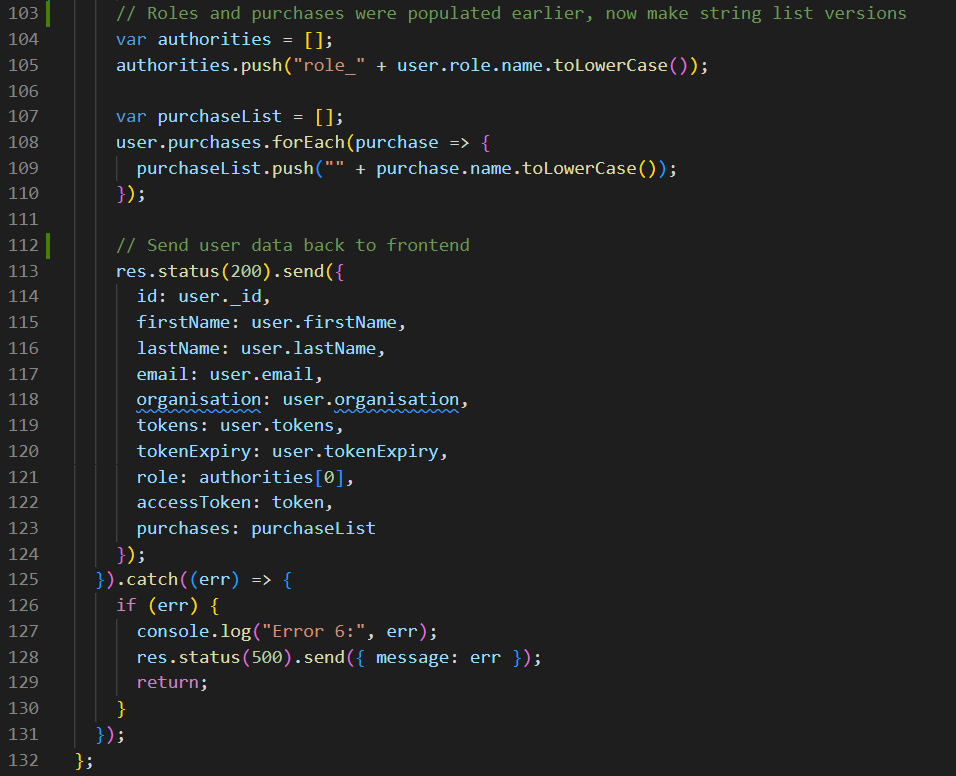 103 // Roles and purchases were populated earlier, now make string list versions
104 var authorities = [];
105 authorities.push("role_" + user.role.name.toLowerCase());
106
107 var purchaseList = [];
108 user.purchases.forEach(purchase => {
109 purchaseList.push("" + purchase.name.toLowerCase());
110 });
111
112 // Send user data back to frontend
113 res.status(200).send({
114 id: user._id,
115 firstName: user.firstName,
116 lastName: user.lastName,
117 email: user.email,
118 organisation: user.organisation,
119 tokens: user.tokens,
120 tokenExpiry: user.tokenExpiry,
121 role: authorities[0],
122 accessToken: token,
123 purchases: purchaseList
124 });
125 }).catch((err) => {
126 if (err) {
127 console.log("Error 6:", err);
128 res.status(500).send({ message: err });
129 return;
130 }
131 });
132 };